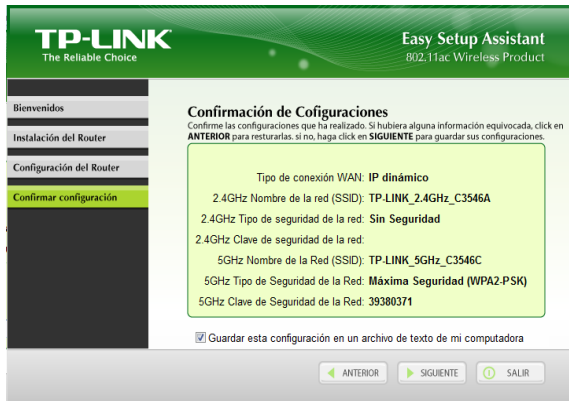 TP-LINK
The Reliable Choice
Easy Setup Assistant
802.11ac Wireless Product
Bienvenidos
Instalación del Router
Configuración del Router
Confirmar configuración
Confirmación de Cofiguraciones
Confirme las configuraciones que ha realizado. Si hubiera alguna información equivocada, click en
ANTERIOR para resturarlas. si no, haga click en SIGUIENTE para guardar sus configuraciones.
Tipo de conexión WAN: IP dinámico
2.4GHz Nombre de la red (SSID): TP-LINK_2.4GHz_C3546A
2.4GHz Tipo de seguridad de la red: Sin Seguridad
2.4GHz Clave de seguridad de la red:
5GHz Nombre de la Red (SSID): TP-LINK_5GHz_C3546C
5GHz Tipo de Seguridad de la Red: Máxima Seguridad (WPA2-PSK)
5GHz Clave de Seguridad de la Red: 39380371
Guardar esta configuración en un archivo de texto de mi computadora
ANTERIOR
SIGUIENTE
SALIR